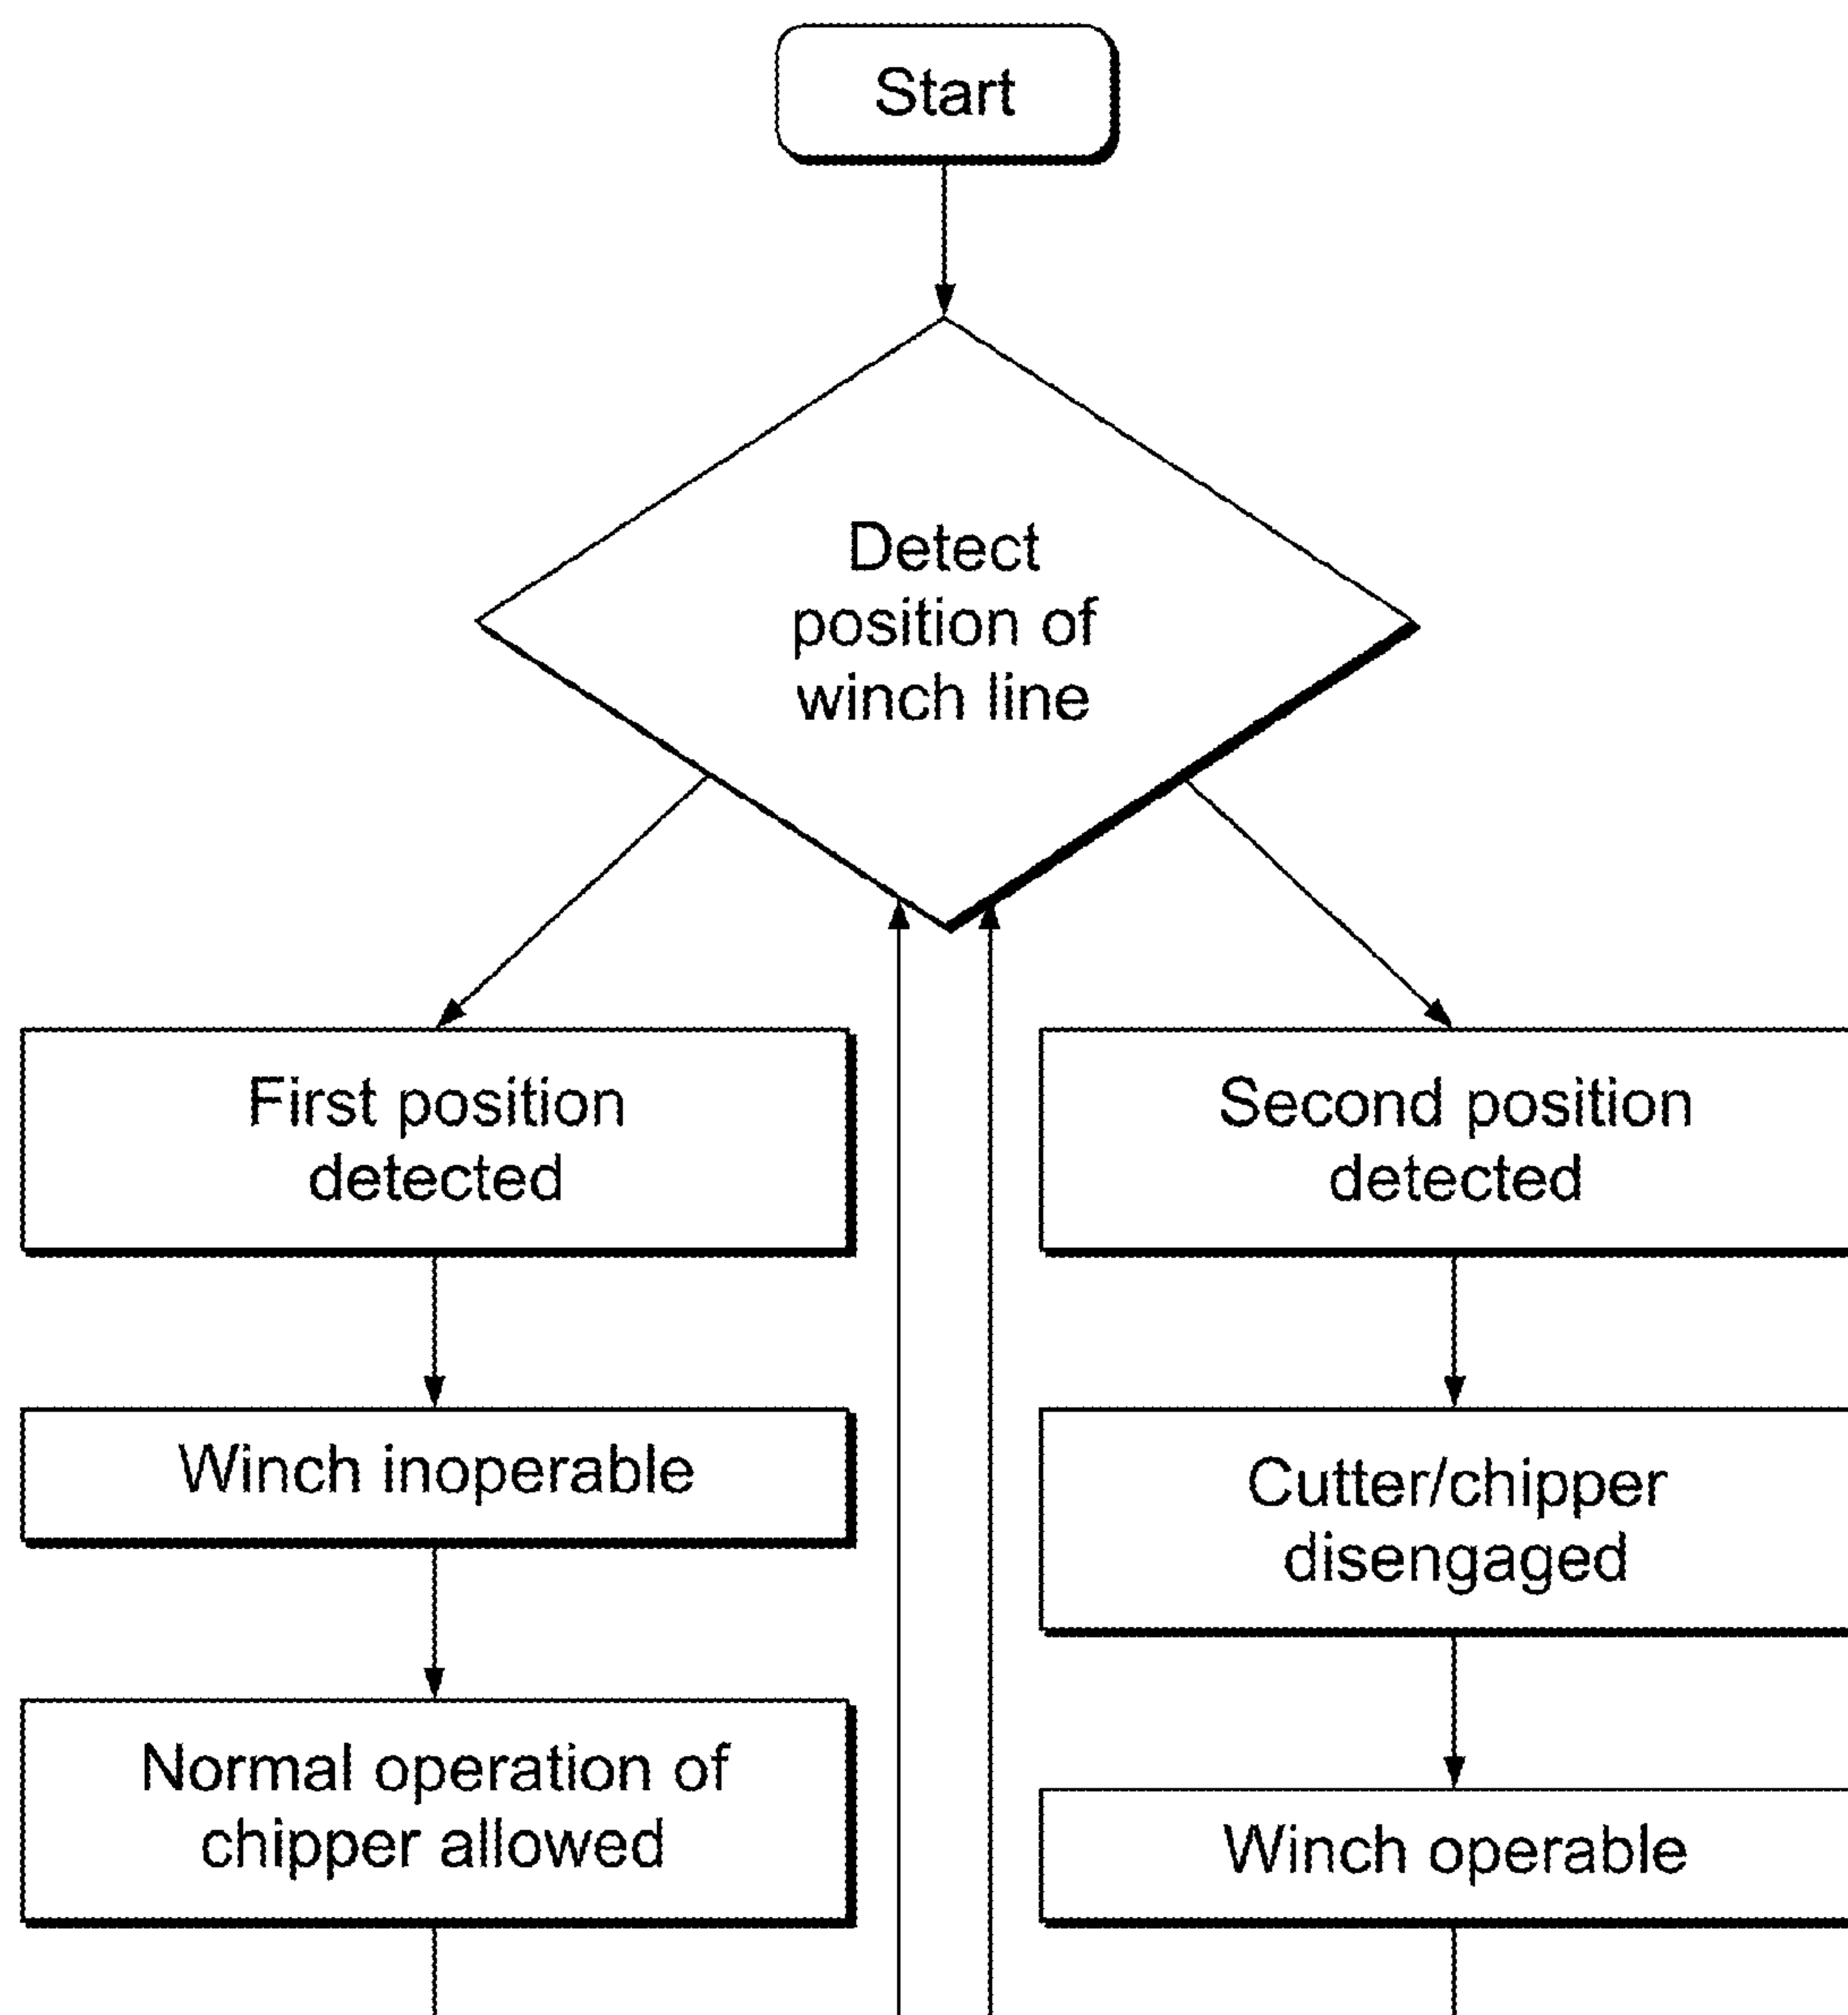 Start
Detect
position of
winch line
First position
detected
Second position
detected
Winch inoperable
Cutter/chipper
disengaged
Normal operation of
chipper allowed
Winch operable